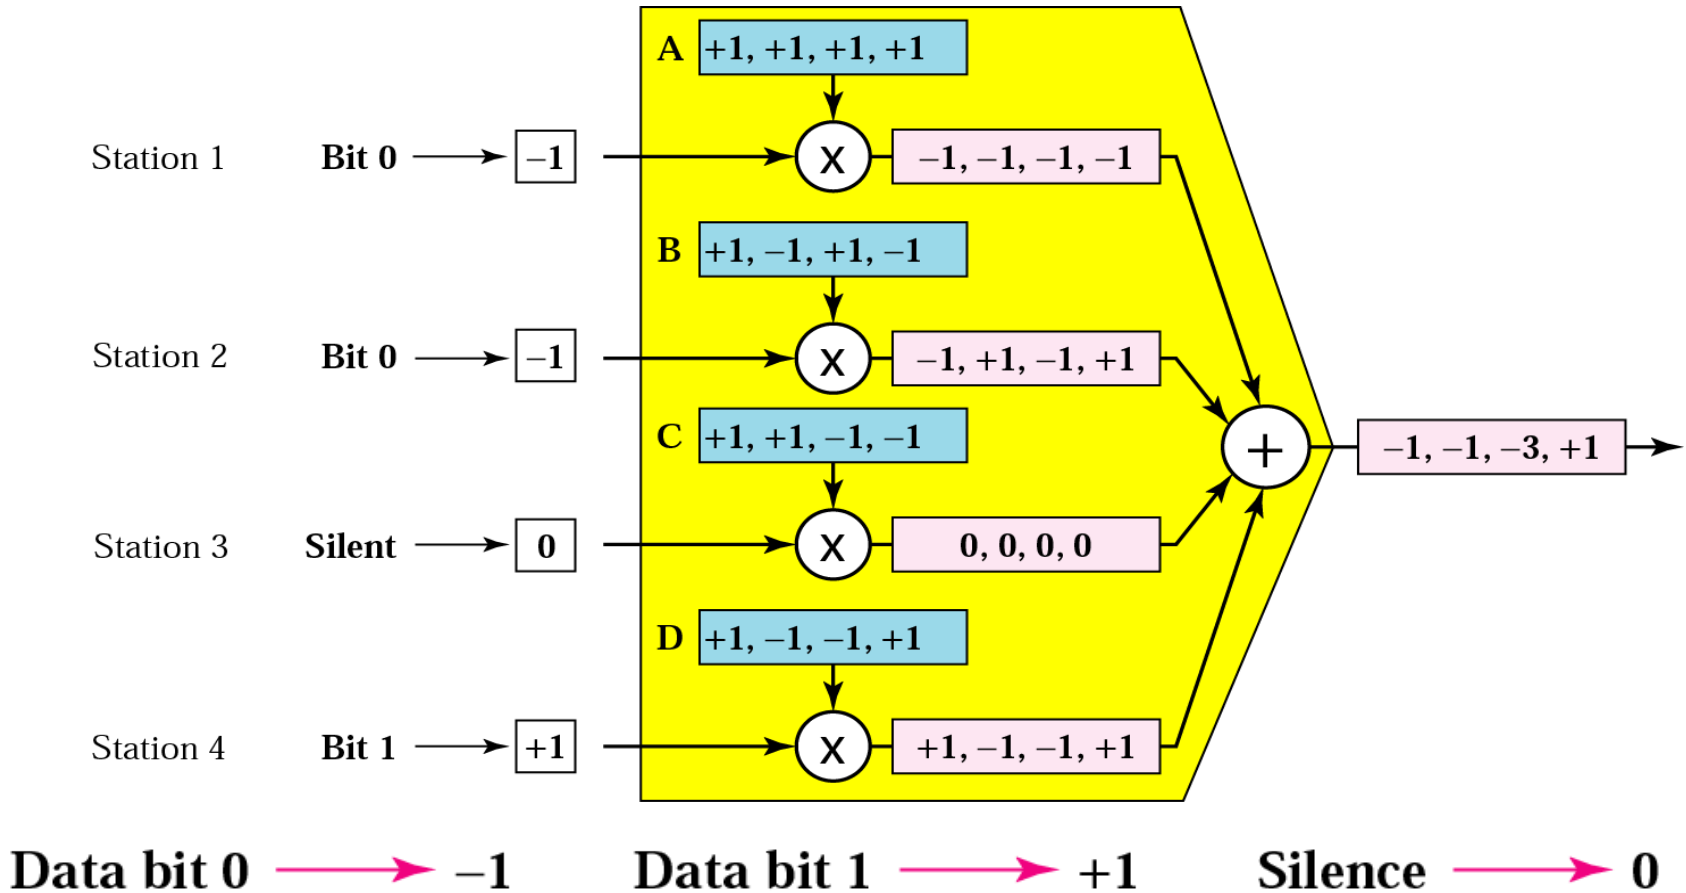 A +1, +1, +1, +1
Station 1 Bit 0 –1 X –1, –1, –1, –1
B +1, –1, +1, –1
Station 2 Bit 0 –1 X –1, +1, –1, +1
C +1, +1, –1, –1
+ –1, –1, –3, +1
Station 3 Silent 0 X 0, 0, 0, 0
D +1, –1, –1, +1
Station 4 Bit 1 +1 X +1, –1, –1, +1
Data bit 0 –1 Data bit 1 +1 Silence 0